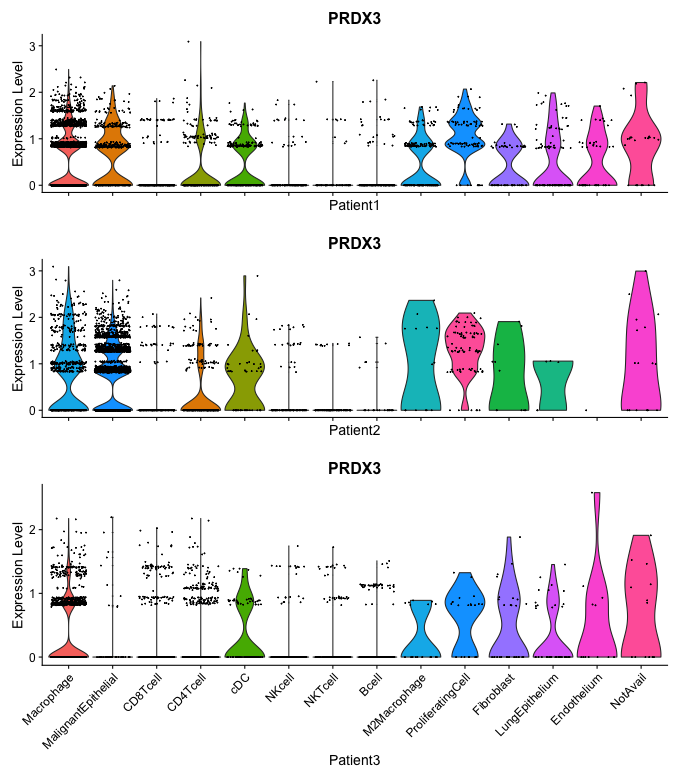 PRDX3
Expression Level
3
2
1
0
Patient1
PRDX3
Expression Level
3
2
1
0
Patient2
PRDX3
Expression Level
2
1
0
Macrophage
MalignantEpithelial
CD8Tcell
CD4Tcell
cDC
NKcell
NKTcell
Bcell
M2Macrophage
ProliferatingCell
Fibroblast
LungEpithelium
Endothelium
NotAvail
Patient3